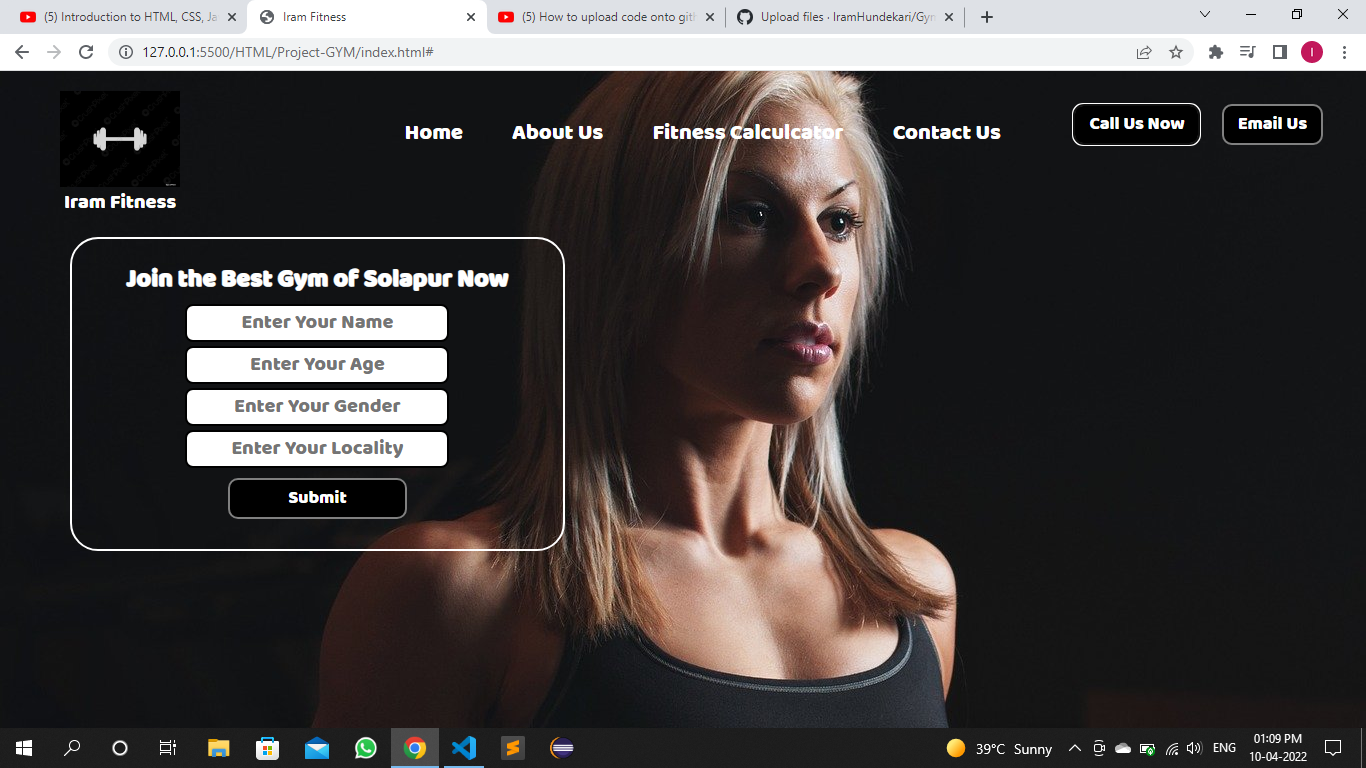 (5) Introduction to HTML, CSS, Ja
Iram Fitness
(5) How to upload code onto gith
Upload files · IramHundekari/Gym
127.0.0.1:5500/HTML/Project-GYM/index.html#
I
Home About Us Fitness Calculcator Contact Us
Call Us Now Email Us
Iram Fitness
Join the Best Gym of Solapur Now
Enter Your Name
Enter Your Age
Enter Your Gender
Enter Your Locality
Submit
39°C Sunny
ENG
01:09 PM
10-04-2022